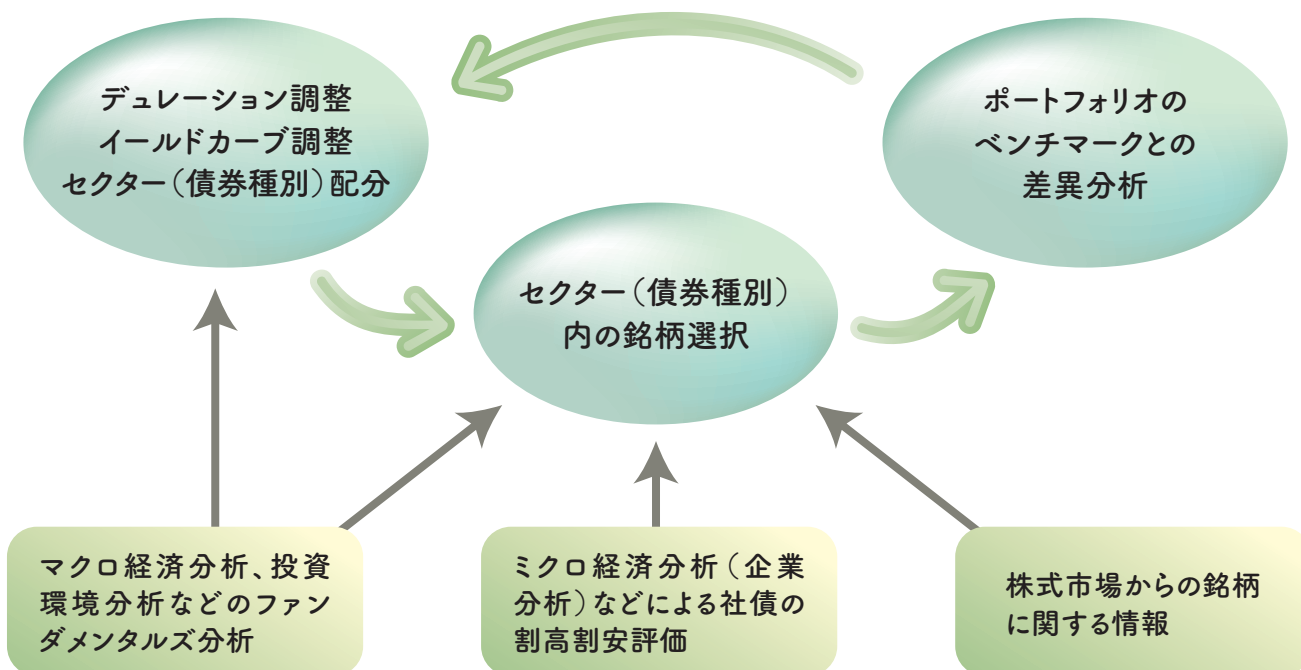 デュレーション調整
イールドカーブ調整
セクター（債券種別）配分
ポートフォリオの
ベンチマークとの
差異分析
セクター（債券種別）
内の銘柄選択
マクロ経済分析、投資
環境分析などのファン
ダメンタルズ分析
ミクロ経済分析（企業
分析）などによる社債の
割高割安評価
株式市場からの銘柄
に関する情報